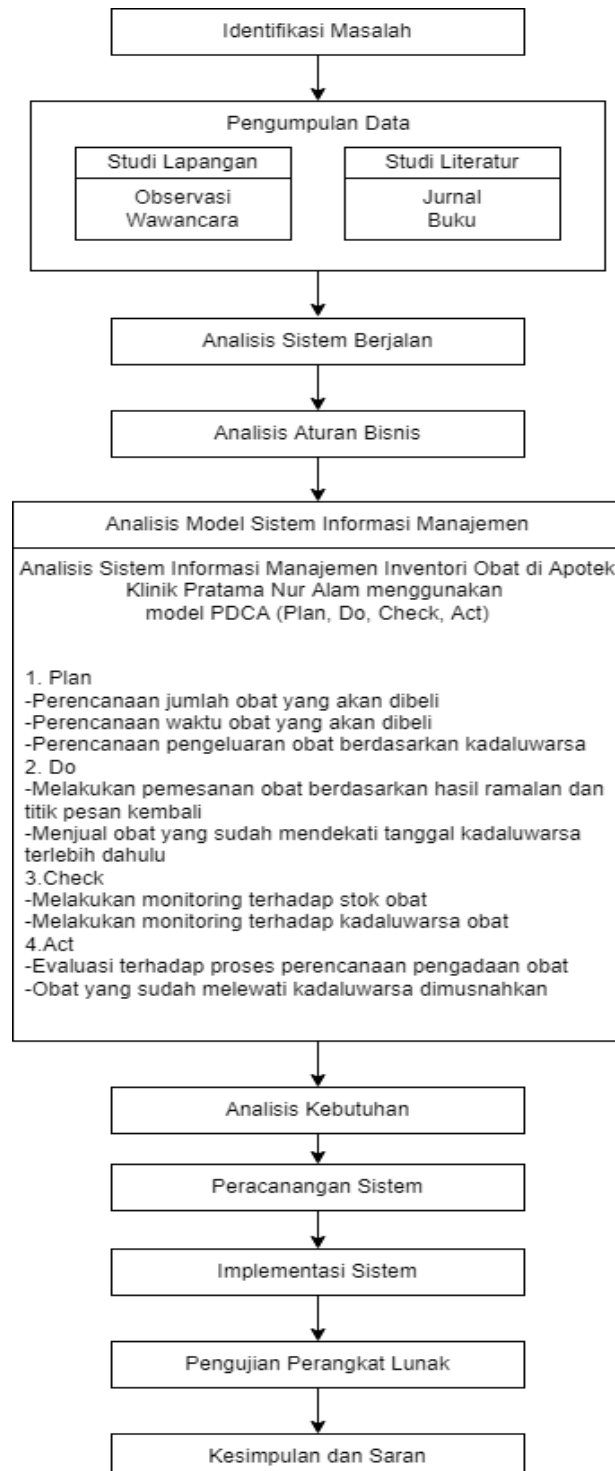 Identifikasi Masalah
Pengumpulan Data
Studi Lapangan
Observasi
Wawancara
Studi Literatur
Jurnal
Buku
Analisis Sistem Berjalan
Analisis Aturan Bisnis
Analisis Model Sistem Informasi Manajemen
Analisis Sistem Informasi Manajemen Inventori Obat di Apotek
Klinik Pratama Nur Alam menggunakan
model PDCA (Plan, Do, Check, Act)
1. Plan
-Perencanaan jumlah obat yang akan dibeli
-Perencanaan waktu obat yang akan dibeli
-Perencanaan pengeluaran obat berdasarkan kadaluwarsa
2. Do
-Melakukan pemesanan obat berdasarkan hasil ramalan dan
titik pesan kembali
-Menjual obat yang sudah mendekati tanggal kadaluwarsa
terlebih dahulu
3.Check
-Melakukan monitoring terhadap stok obat
-Melakukan monitoring terhadap kadaluwarsa obat
4.Act
-Evaluasi terhadap proses perencanaan pengadaan obat
-Obat yang sudah melewati kadaluwarsa dimusnahkan
Analisis Kebutuhan
Peracanangan Sistem
Implementasi Sistem
Pengujian Perangkat Lunak
Kesimpulan dan Saran